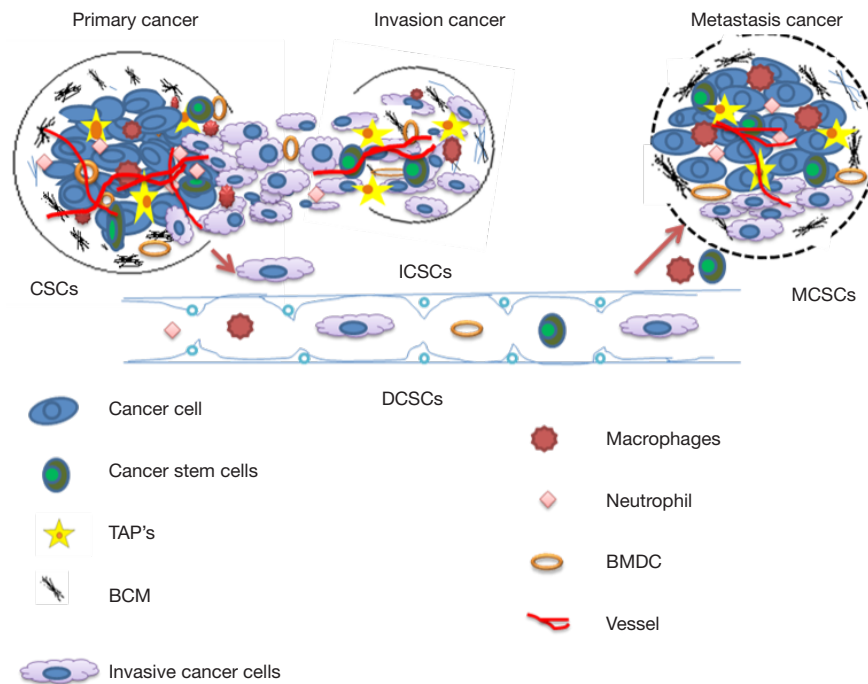 Primary cancer
Invasion cancer
Metastasis cancer
CSCs
ICSCs
MCSCs
DCSCs
Cancer cell
Cancer stem cells
TAP's
BCM
Invasive cancer cells
Macrophages
Neutrophil
BMDC
Vessel